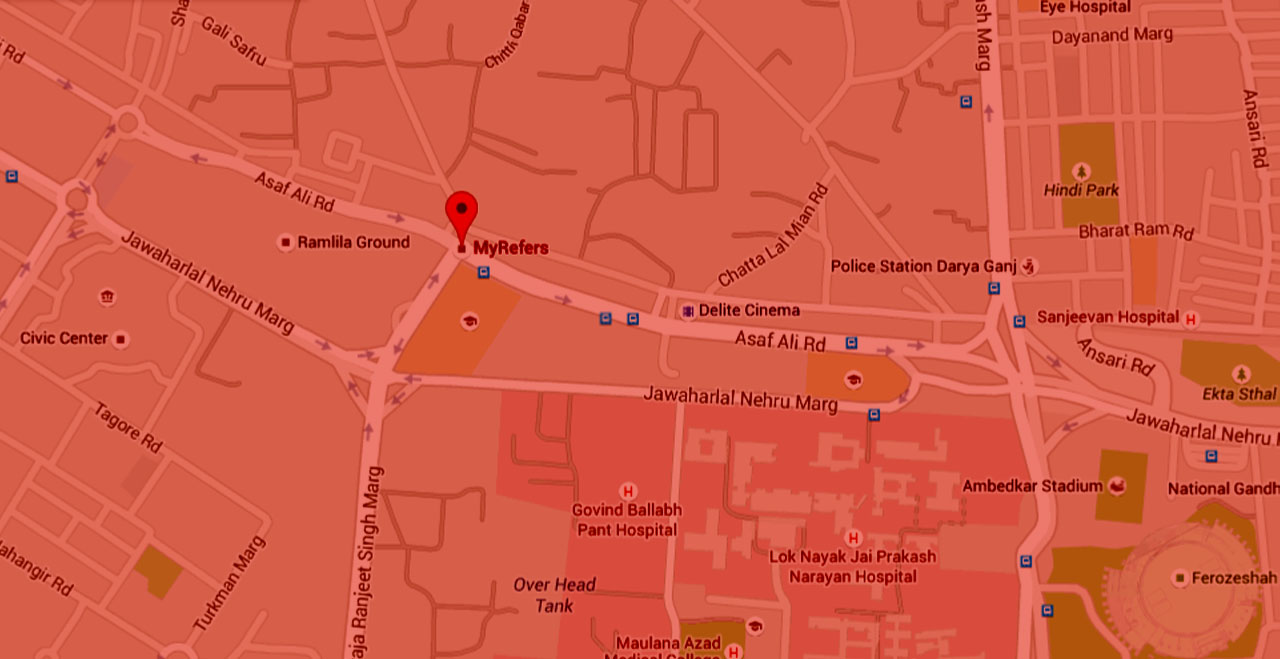 Eye Hospital
Gali Safru
Dayanand Marg
Rd
Ansari Rd
Hindi Park
Asaf Ali Rd
Chatta Lal Mian Rd
Bharat Ram Rd
Ramlila Ground
MyRefers
Jawaharlal Nehru Marg
Police Station Darya Ganj
Delite Cinema
Sanjeevan Hospital
H
Civic Center
Asaf Ali Rd
Ansari Rd
Ekta Sthal
Jawaharlal Nehru Marg
Jawaharlal Nehru
Tagore Rd
Ambedkar Stadium
National Gandh
H
Govind Ballabh
Pant Hospital
Raja Ranjeet Singh Marg
H
Lok Nayak Jai Prakash
Narayan Hospital
Over Head
Tank
Turkman Marg
Ferozeshah
Maulana Azad
Medical College
H